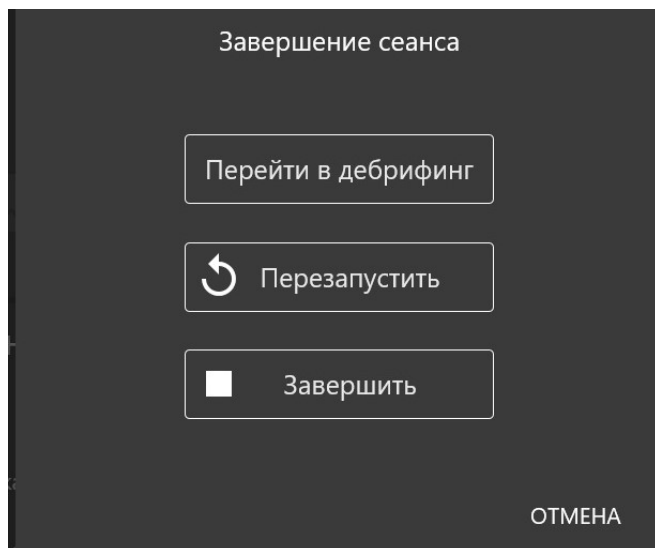 Завершение сеанса
Перейти в дебрифинг
Перезапустить
Завершить
ОТМЕНА